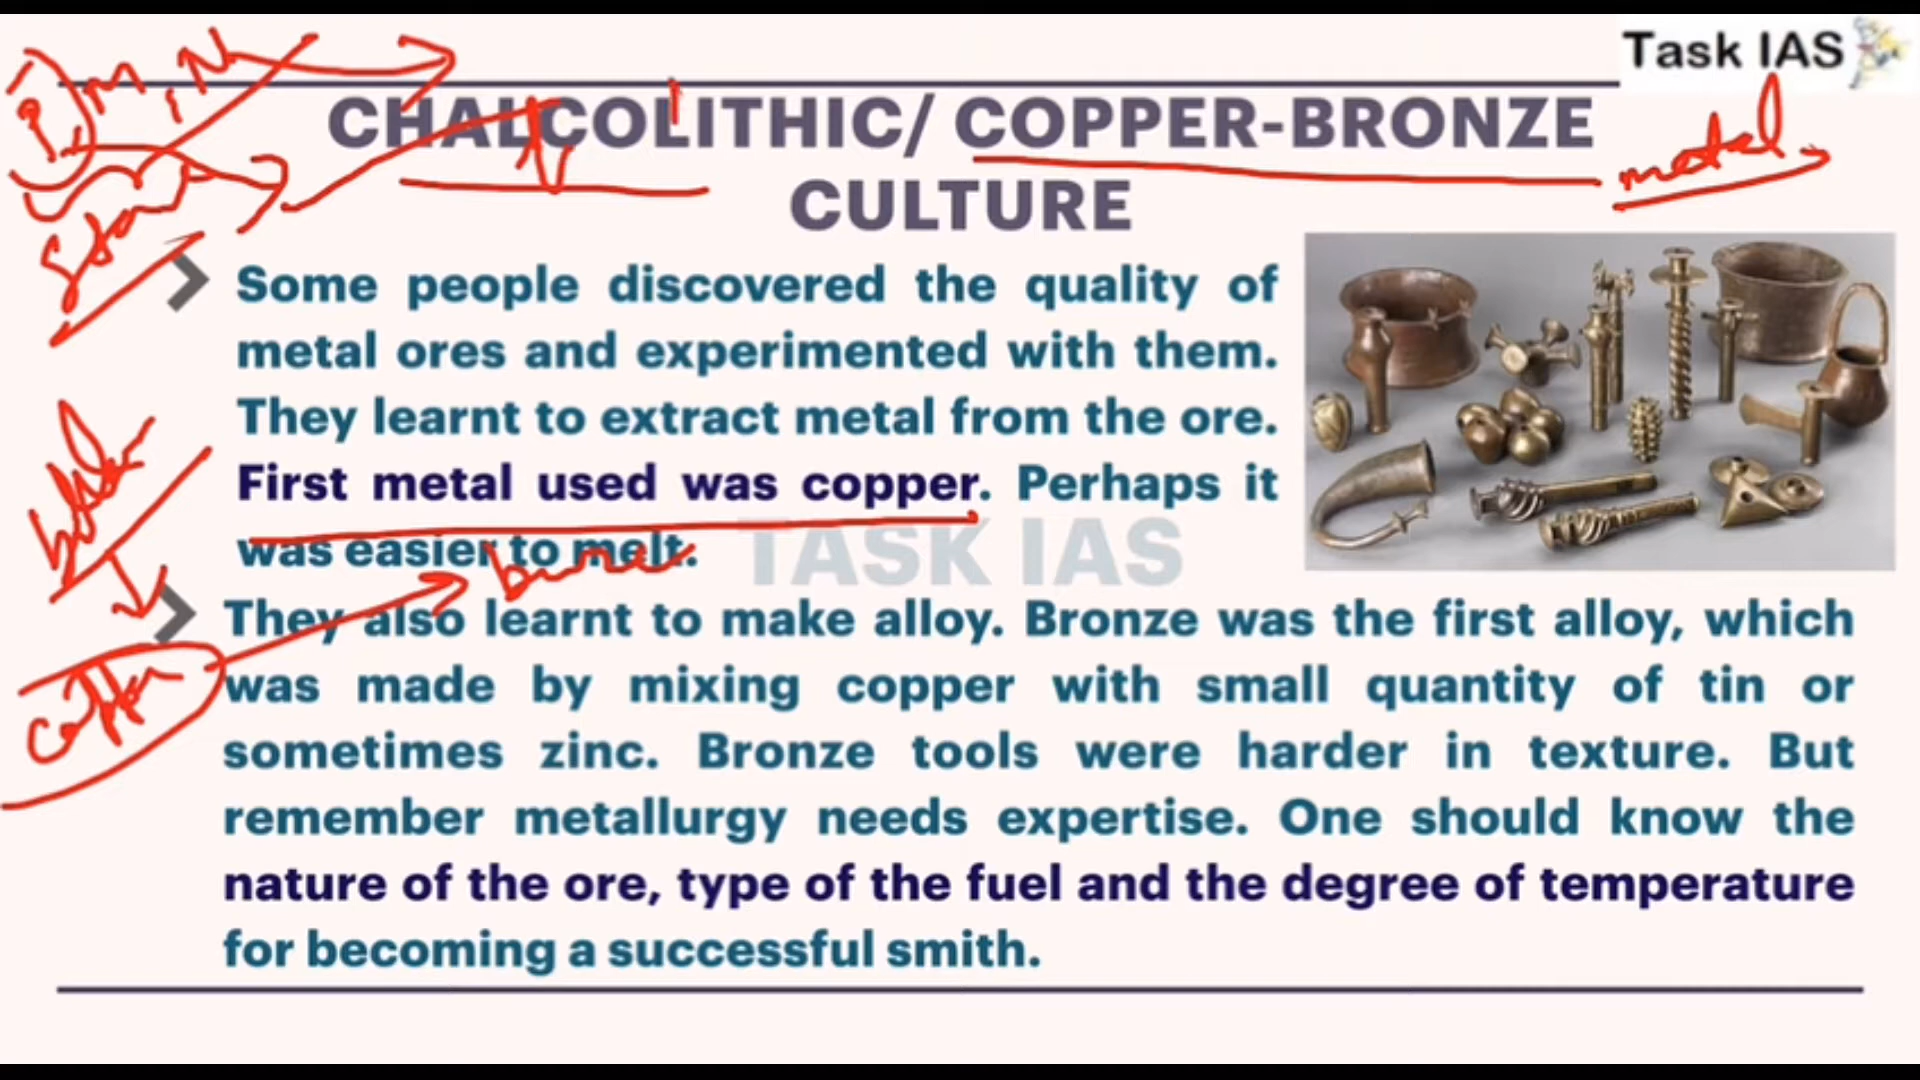 Task IAS
CHALCOLITHIC/ COPPER-BRONZE
metal
CULTURE
Some people discovered the quality of
metal ores and experimented with them.
They learnt to extract metal from the ore.
First metal used was copper. Perhaps it
was easier to melt.
TASK IAS
They also learnt to make alloy. Bronze was the first alloy, which
was made by mixing copper with small quantity of tin or
sometimes zinc. Bronze tools were harder in texture. But
remember metallurgy needs expertise. One should know the
nature of the ore, type of the fuel and the degree of temperature
for becoming a successful smith.